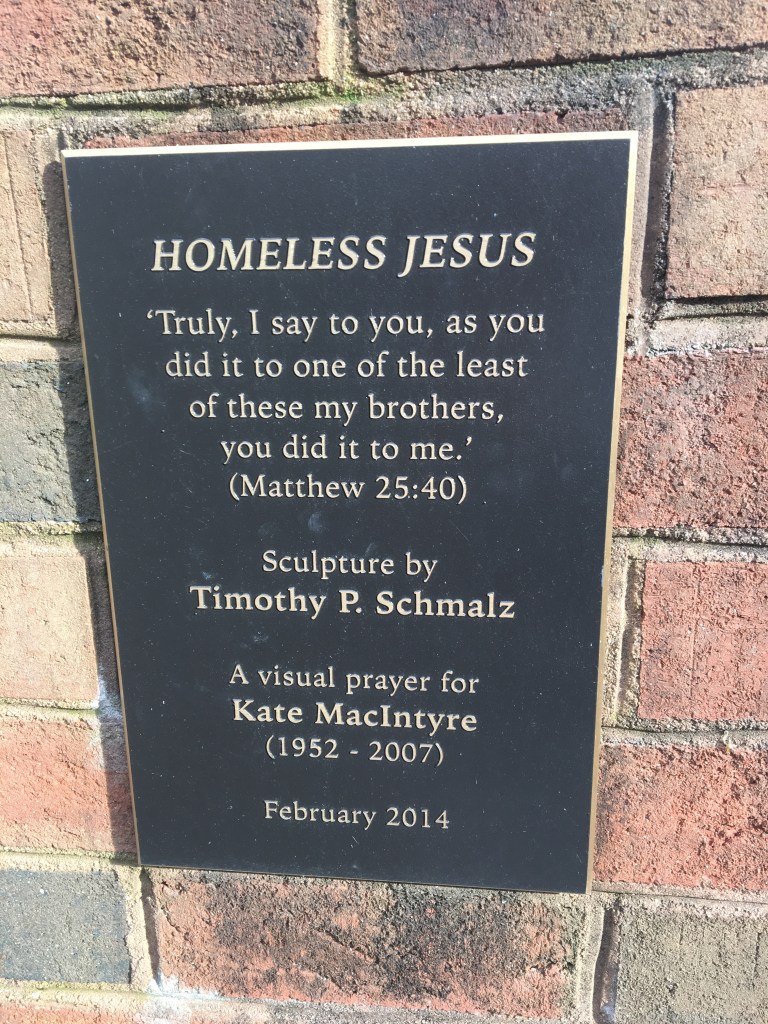 HOMELESS JESUS
‘Truly, I say to you, as you
did it to one of the least
of these my brothers,
you did it to me.’
(Matthew 25:40)
Sculpture by
Timothy P. Schmalz
A visual prayer for
Kate MacIntyre
(1952 - 2007)
February 2014